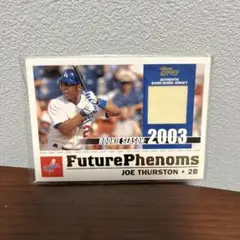 Topps
AUTHENTIC
GAME-WORN JERSEY
ROOKIE SEASON
2003
FuturePhenoms
JOE THURSTON • 2B